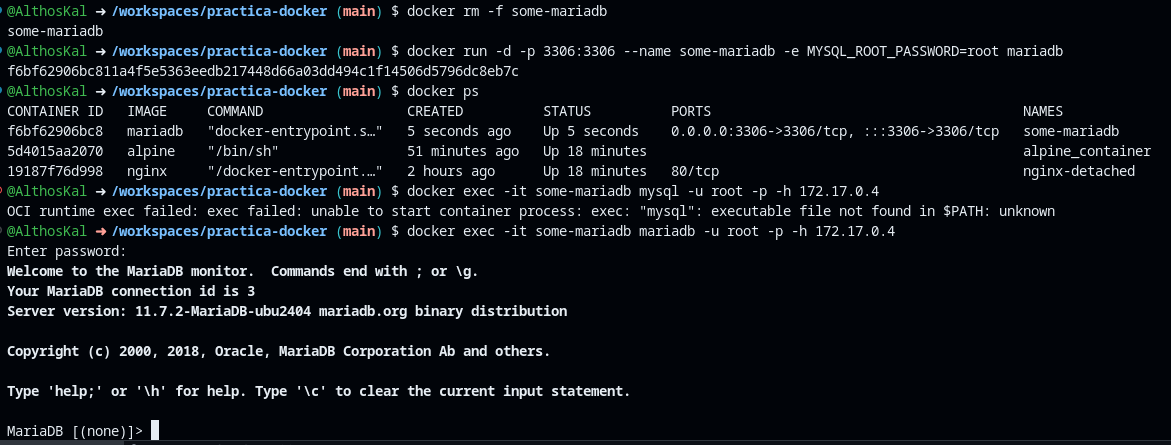 @AlthosKal ➜ /workspaces/practica-docker (main) $ docker rm -f some-mariadb
some-mariadb
@AlthosKal ➜ /workspaces/practica-docker (main) $ docker run -d -p 3306:3306 --name some-mariadb -e MYSQL_ROOT_PASSWORD=root mariadb
f6bf62906bc811a4f5e5363eedb217448d66a03dd494c1f14506d5796dc8eb7c
@AlthosKal ➜ /workspaces/practica-docker (main) $ docker ps
CONTAINER ID   IMAGE     COMMAND                  CREATED          STATUS          PORTS                                       NAMES
f6bf62906bc8   mariadb   "docker-entrypoint.s…"   5 seconds ago    Up 5 seconds    0.0.0.0:3306->3306/tcp, :::3306->3306/tcp   some-mariadb
5d4015aa2070   alpine    "/bin/sh"                51 minutes ago   Up 18 minutes                                               alpine_container
19187f76d998   nginx     "/docker-entrypoint.…"   2 hours ago      Up 18 minutes   80/tcp                                      nginx-detached
@AlthosKal ➜ /workspaces/practica-docker (main) $ docker exec -it some-mariadb mysql -u root -p -h 172.17.0.4
OCI runtime exec failed: exec failed: unable to start container process: exec: "mysql": executable file not found in $PATH: unknown
@AlthosKal ➜ /workspaces/practica-docker (main) $ docker exec -it some-mariadb mariadb -u root -p -h 172.17.0.4
Enter password:
Welcome to the MariaDB monitor.  Commands end with ; or \g.
Your MariaDB connection id is 3
Server version: 11.7.2-MariaDB-ubu2404 mariadb.org binary distribution
Copyright (c) 2000, 2018, Oracle, MariaDB Corporation Ab and others.
Type 'help;' or '\h' for help. Type '\c' to clear the current input statement.
MariaDB [(none)]>